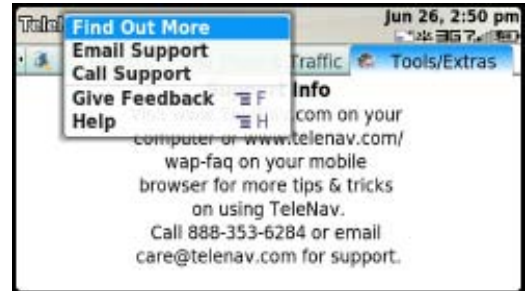 Jun 26, 2:50 pm
Find Out More
Email Support
Call Support
Give Feedback F
Help H
Traffic
Tools/Extras
Info
.com on your
computer or www.telenav.com/
wap-faq on your mobile
browser for more tips & tricks
on using TeleNav.
Call 888-353-6284 or email
care@telenav.com for support.